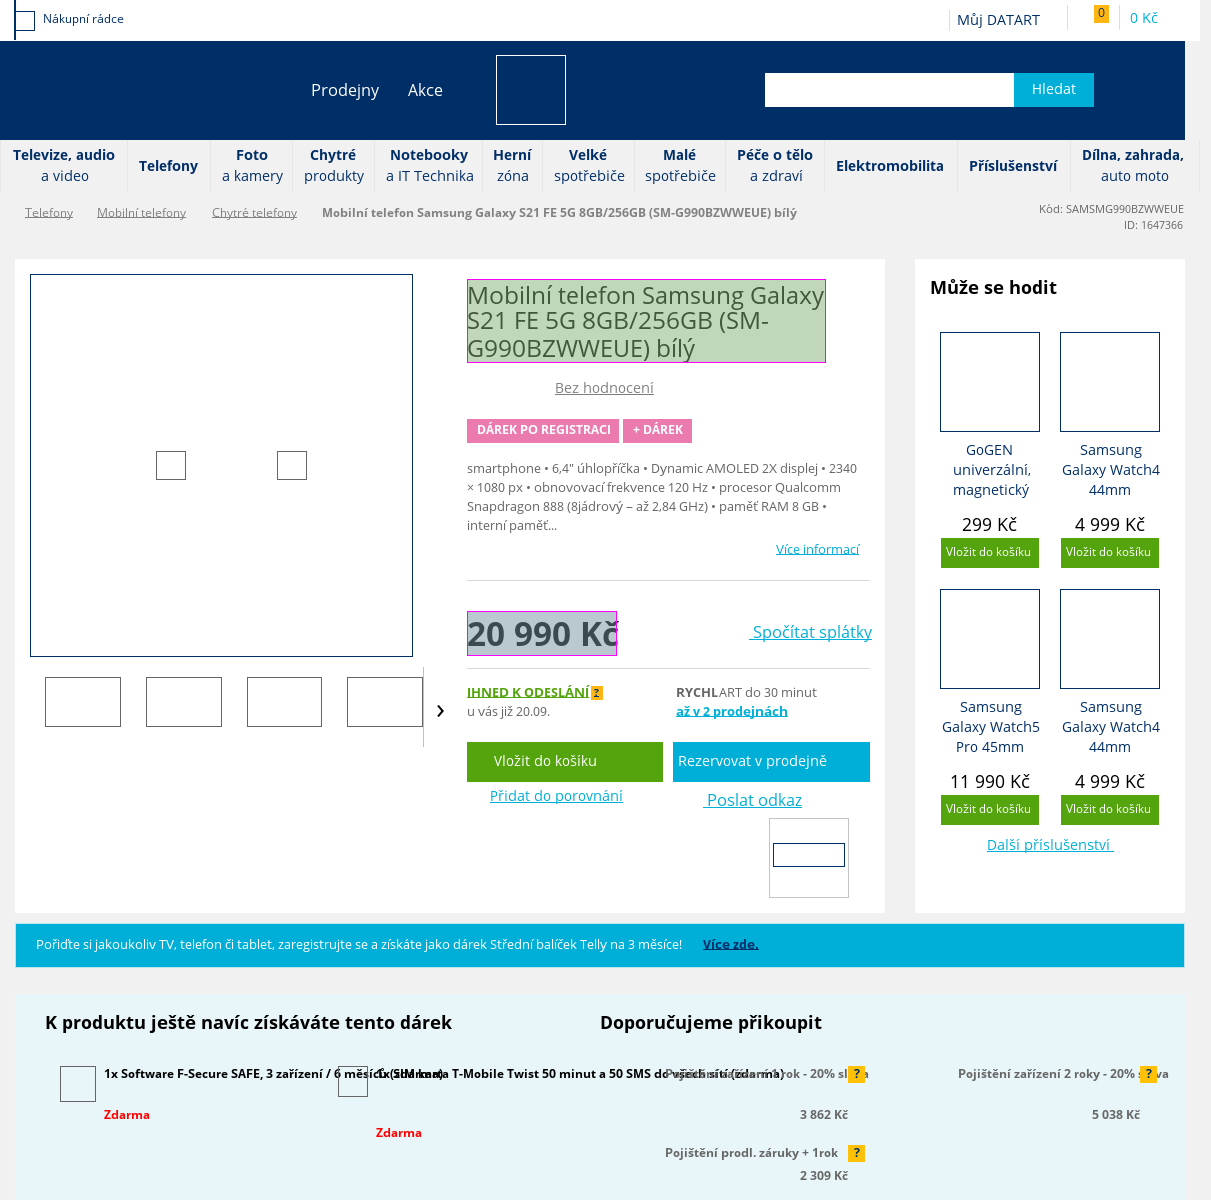 Nákupní rádce
Můj DATART
0
0 Kč
Prodejny
Akce
Hledat
Televize, audio
a video
Telefony
Foto
a kamery
Chytré
produkty
Notebooky
a IT Technika
Herní
zóna
Velké
spotřebiče
Malé
spotřebiče
Péče o tělo
a zdraví
Elektromobilita
Příslušenství
Dílna, zahrada,
auto moto
Telefony
Mobilní telefony
Chytré telefony
Mobilní telefon Samsung Galaxy S21 FE 5G 8GB/256GB (SM-G990BZWWEUE) bílý
Kód: SAMSMG990BZWWEUE
ID: 1647366
Mobilní telefon Samsung Galaxy
S21 FE 5G 8GB/256GB (SM-
G990BZWWEUE) bílý
Bez hodnocení
DÁREK PO REGISTRACI
+ DÁREK
smartphone • 6,4" úhlopříčka • Dynamic AMOLED 2X displej • 2340
× 1080 px • obnovovací frekvence 120 Hz • procesor Qualcomm
Snapdragon 888 (8jádrový – až 2,84 GHz) • paměť RAM 8 GB •
interní paměť...
Více informací
20 990 Kč
Spočítat splátky
IHNED K ODESLÁNÍ
?
u vás již 20.09.
RYCHLART do 30 minut
až v 2 prodejnách
Vložit do košíku
Rezervovat v prodejně
Přidat do porovnání
Poslat odkaz
Může se hodit
GoGEN
univerzální,
magnetický
299 Kč
Vložit do košíku
Samsung
Galaxy Watch4
44mm
4 999 Kč
Vložit do košíku
Samsung
Galaxy Watch5
Pro 45mm
11 990 Kč
Vložit do košíku
Samsung
Galaxy Watch4
44mm
4 999 Kč
Vložit do košíku
Další příslušenství
Pořiďte si jakoukoliv TV, telefon či tablet, zaregistrujte se a získáte jako dárek Střední balíček Telly na 3 měsíce!
Více zde.
K produktu ještě navíc získáváte tento dárek
1x Software F-Secure SAFE, 3 zařízení / 6 měsíců (zdarma)
Zdarma
1x SIM karta T-Mobile Twist 50 minut a 50 SMS do všech sítí (zdarma)
Zdarma
Doporučujeme přikoupit
Pojištění zařízení 1 rok - 20% sleva
?
3 862 Kč
Pojištění zařízení 2 roky - 20% sleva
?
5 038 Kč
Pojištění prodl. záruky + 1rok
?
2 309 Kč